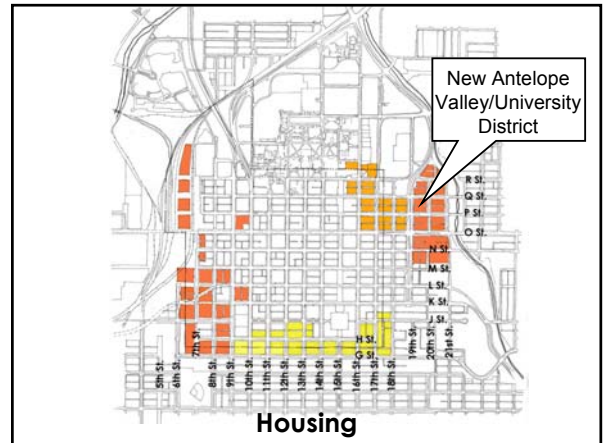 New Antelope
Valley/University
District
R St.
Q St.
P St.
O St.
N St.
M St.
L St.
K St.
J St.
H St.
G St.
5th St.
6th St.
7th St.
8th St.
9th St.
10th St.
11th St.
12th St.
13th St.
14th St.
15th St.
16th St.
17th St.
18th St.
19th St.
20th St.
21st St.
Housing